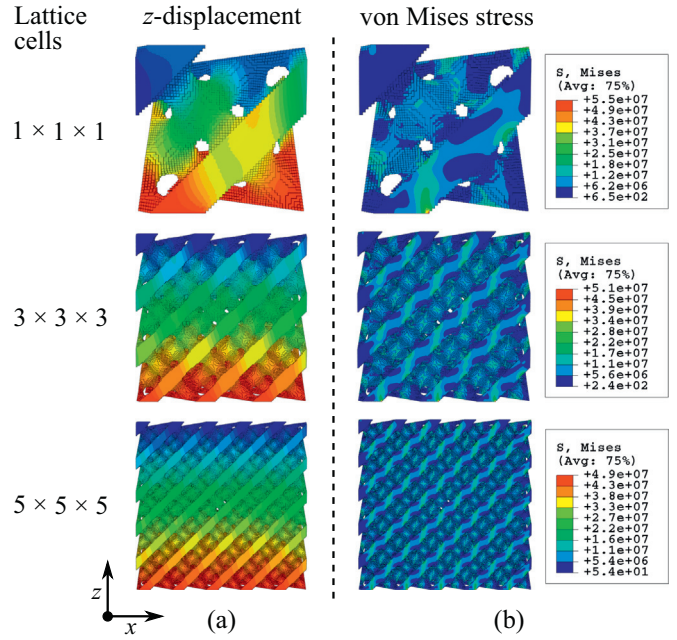 Lattice
cells
z-displacement
von Mises stress
1 × 1 × 1
S, Mises
(Avg: 75%)
+5.5e+07
+4.9e+07
+4.3e+07
+3.7e+07
+3.1e+07
+2.5e+07
+1.8e+07
+1.2e+07
+6.2e+06
+6.5e+02
3 × 3 × 3
S, Mises
(Avg: 75%)
+5.1e+07
+4.5e+07
+3.9e+07
+3.4e+07
+2.8e+07
+2.2e+07
+1.7e+07
+1.1e+07
+5.6e+06
+2.4e+02
5 × 5 × 5
S, Mises
(Avg: 75%)
+4.9e+07
+4.3e+07
+3.8e+07
+3.3e+07
+2.7e+07
+2.2e+07
+1.6e+07
+1.1e+07
+5.4e+06
+5.4e+01
z
x
(a)
(b)